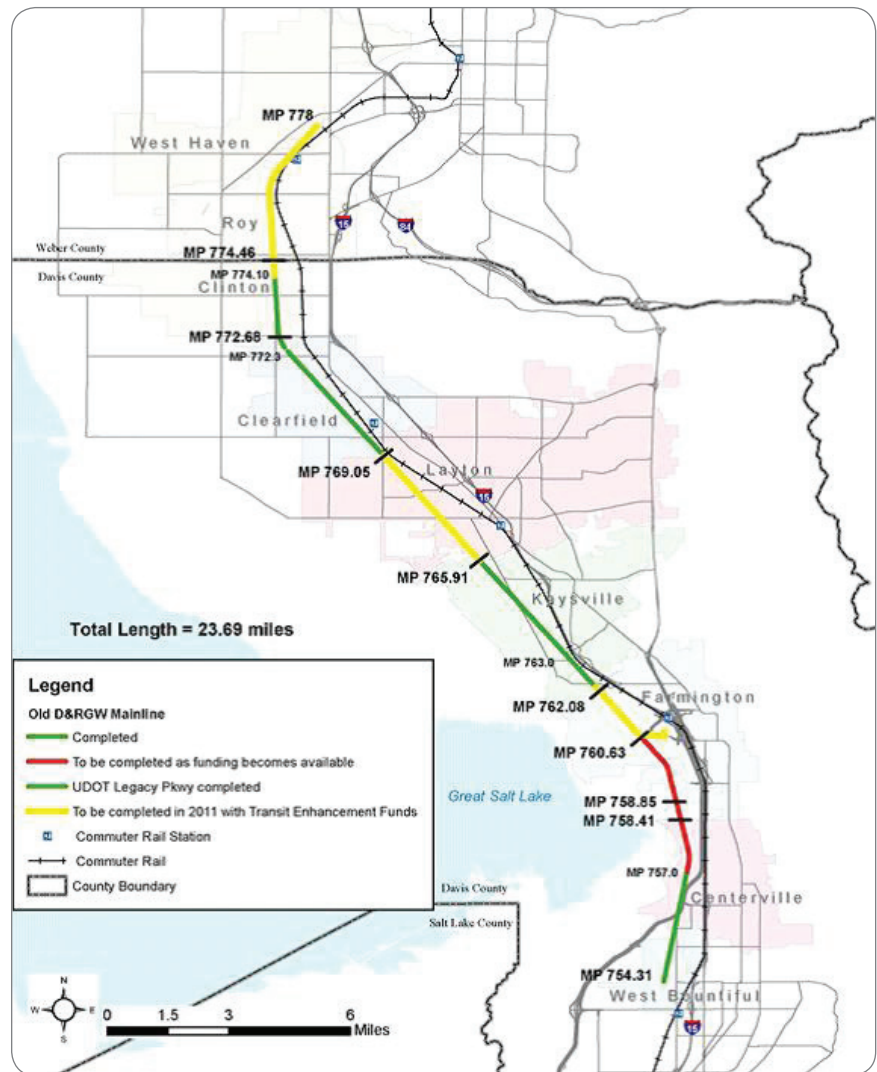 MP 778
West Haven
Roy
15
84
Weber County
MP 774.46
Davis County
MP 774.10
Clinton
MP 772.68
MP 772.3
Clearfield
MP 769.05
Layton
15
MP 765.91
Kaysville
Total Length = 23.69 miles
MP 763.0
MP 762.08
Farmington
MP 760.63
Legend
Old D&RGW Mainline
Completed
To be completed as funding becomes available
UDOT Legacy Pkwy completed
To be completed in 2011 with Transit Enhancement Funds
Commuter Rail Station
Commuter Rail
County Boundary
Great Salt Lake
MP 758.85
MP 758.41
MP 757.0
Davis County
Centerville
Salt Lake County
MP 754.31
West Bountiful
15
N
W
E
S
0 1.5 3 6
Miles